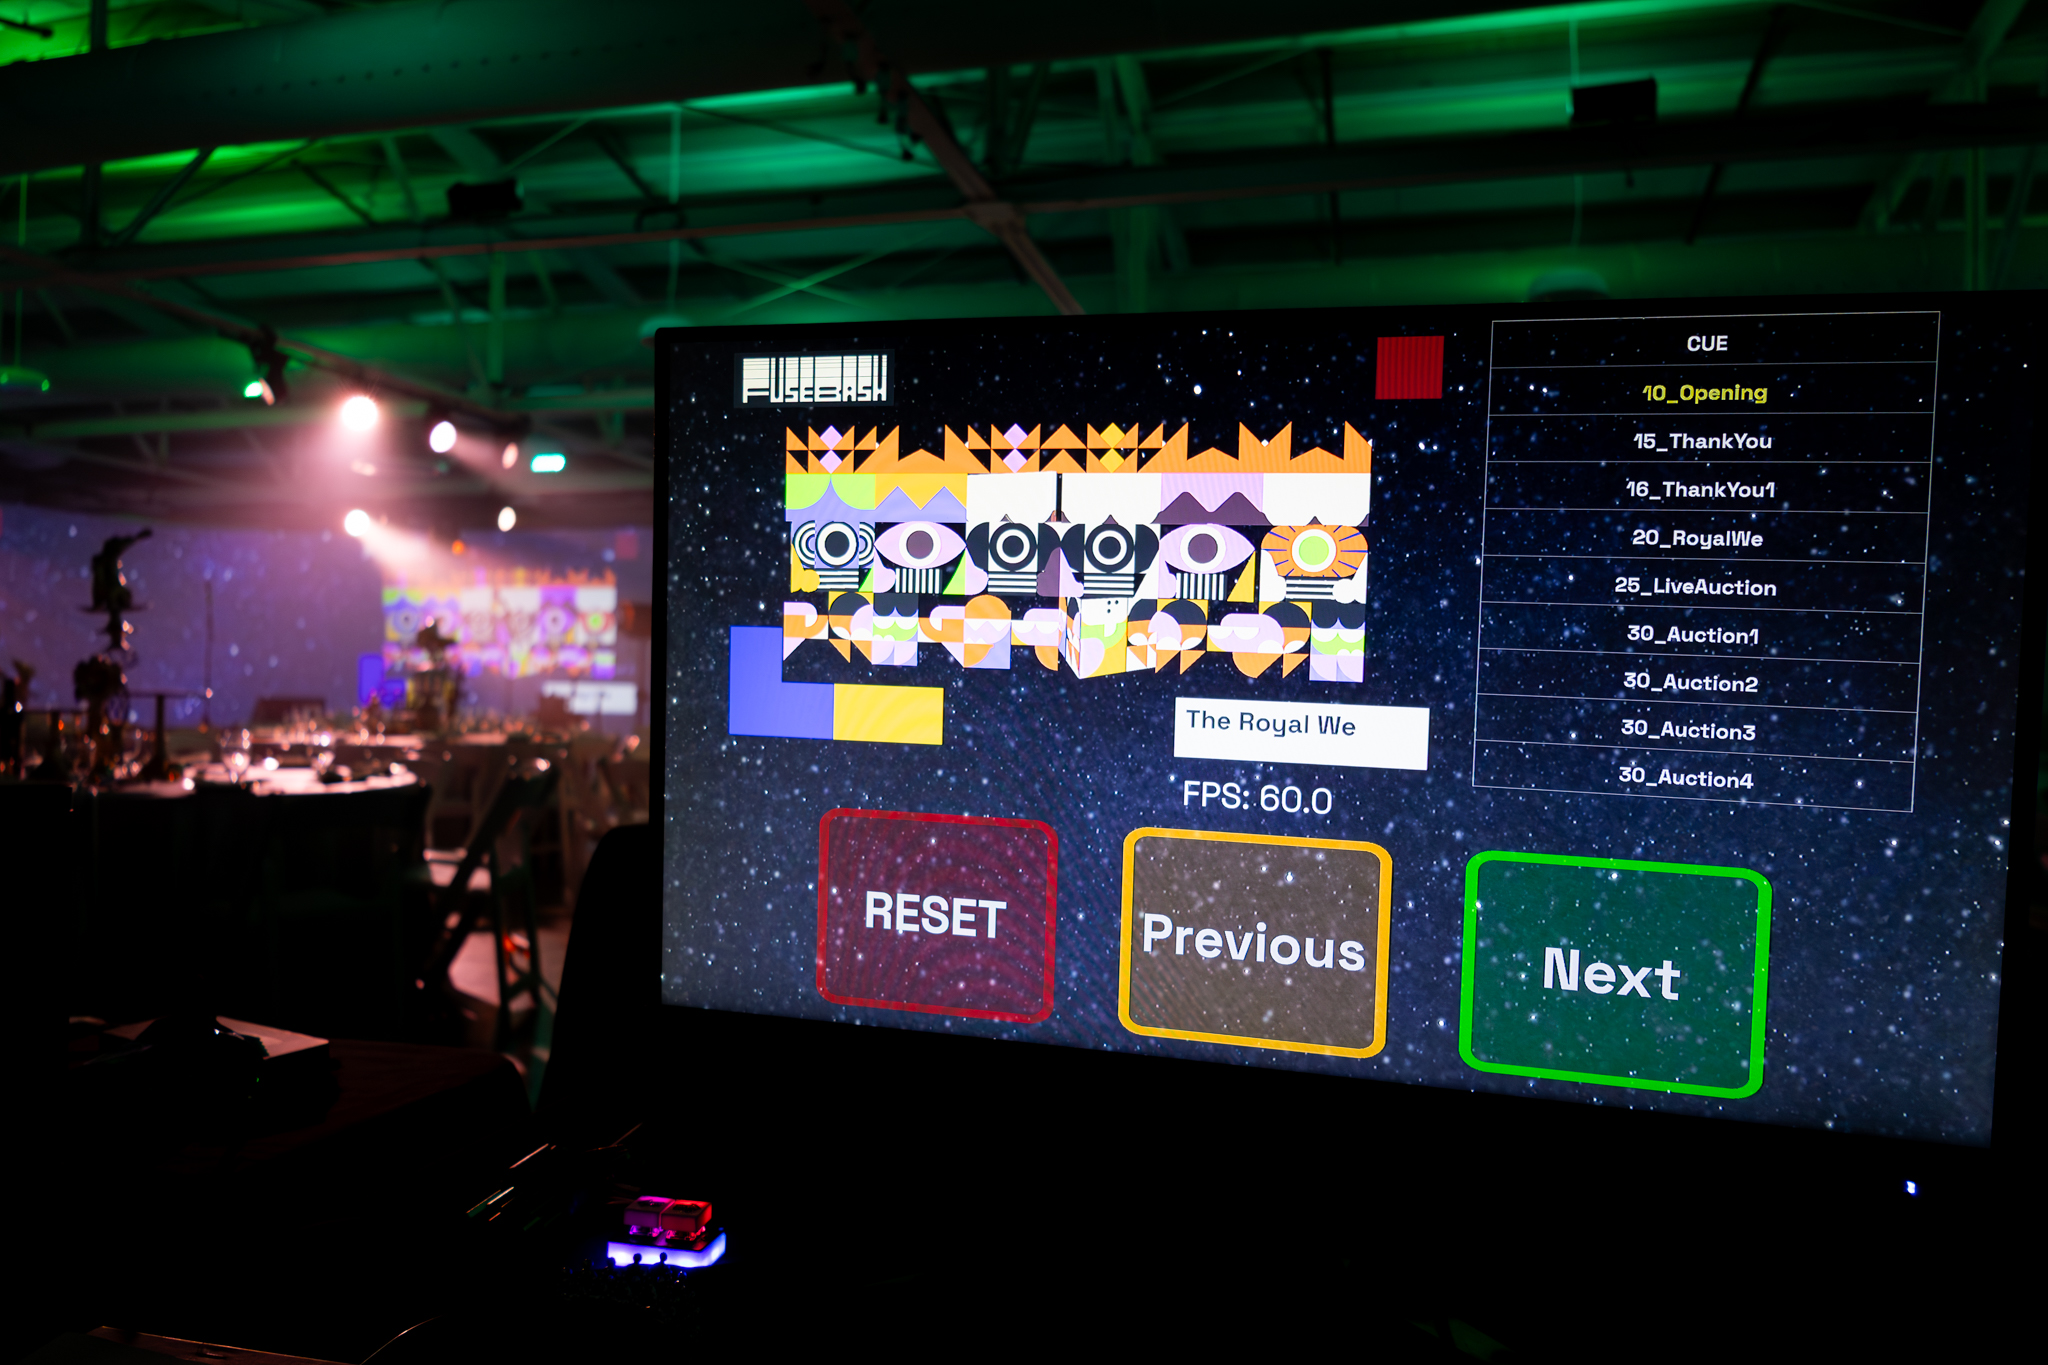 FUSEBASH
CUE
10_Opening
15_ThankYou
16_ThankYou1
20_RoyalWe
25_LiveAuction
30_Auction1
30_Auction2
30_Auction3
30_Auction4
The Royal We
FPS: 60.0
RESET
Previous
Next